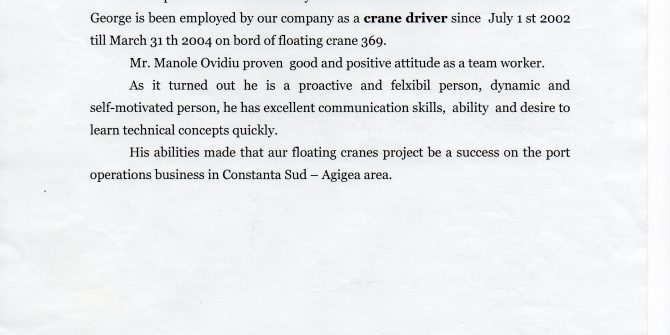 George is been employed by our company as a crane driver since July 1 st 2002
till March 31 th 2004 on bord of floating crane 369.
Mr. Manole Ovidiu proven good and positive attitude as a team worker.
As it turned out he is a proactive and felxibil person, dynamic and
self-motivated person, he has excellent communication skills, ability and desire to
learn technical concepts quickly.
His abilities made that aur floating cranes project be a success on the port
operations business in Constanta Sud – Agigea area.